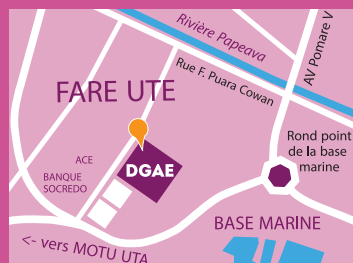 Rivière Papeava
AV Pomare V
Rue F. Puara Cowan
FARE UTE
Rond point
de la base
marine
ACE
BANQUE
SOCREDO
DGAE
BASE MARINE
<- vers MOTU UTA